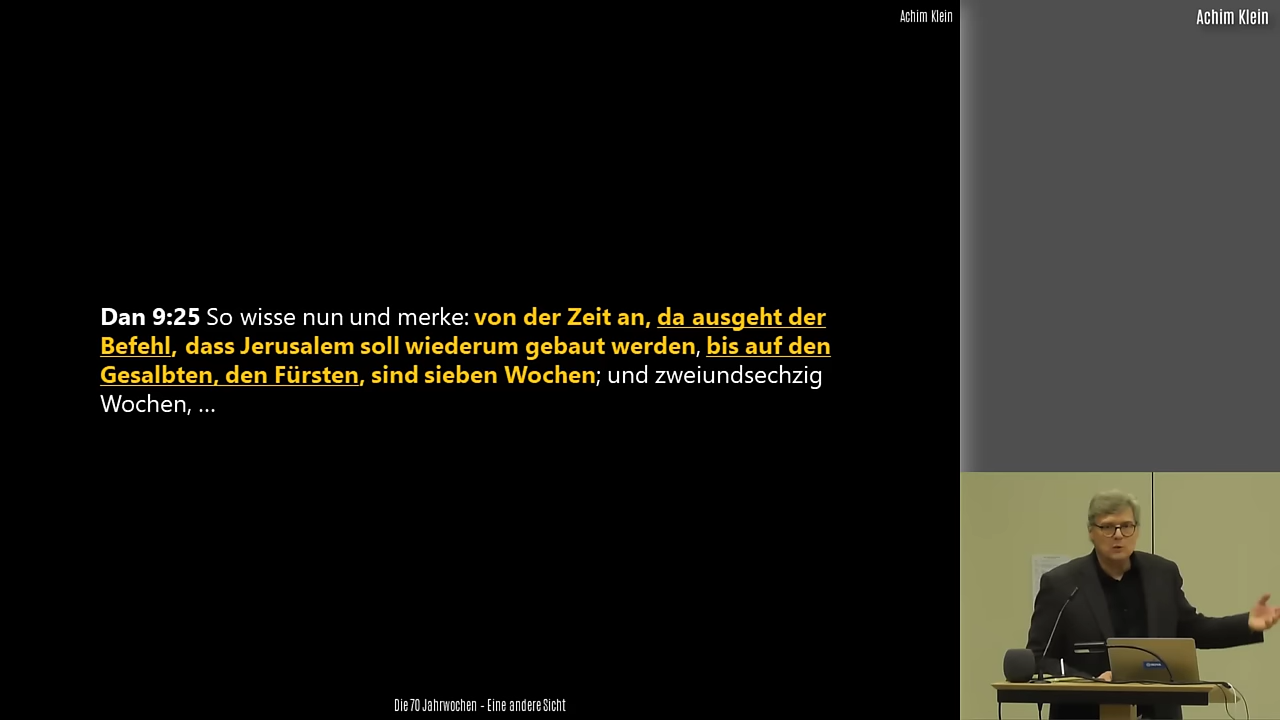 Achim Klein
Achim Klein
Dan 9:25 So wisse nun und merke: von der Zeit an, da ausgeht der
Befehl, dass Jerusalem soll wiederum gebaut werden, bis auf den
Gesalbten, den Fürsten, sind sieben Wochen; und zweiundsechzig
Wochen, ...
Die 70 Jahrwochen - Eine andere Sicht